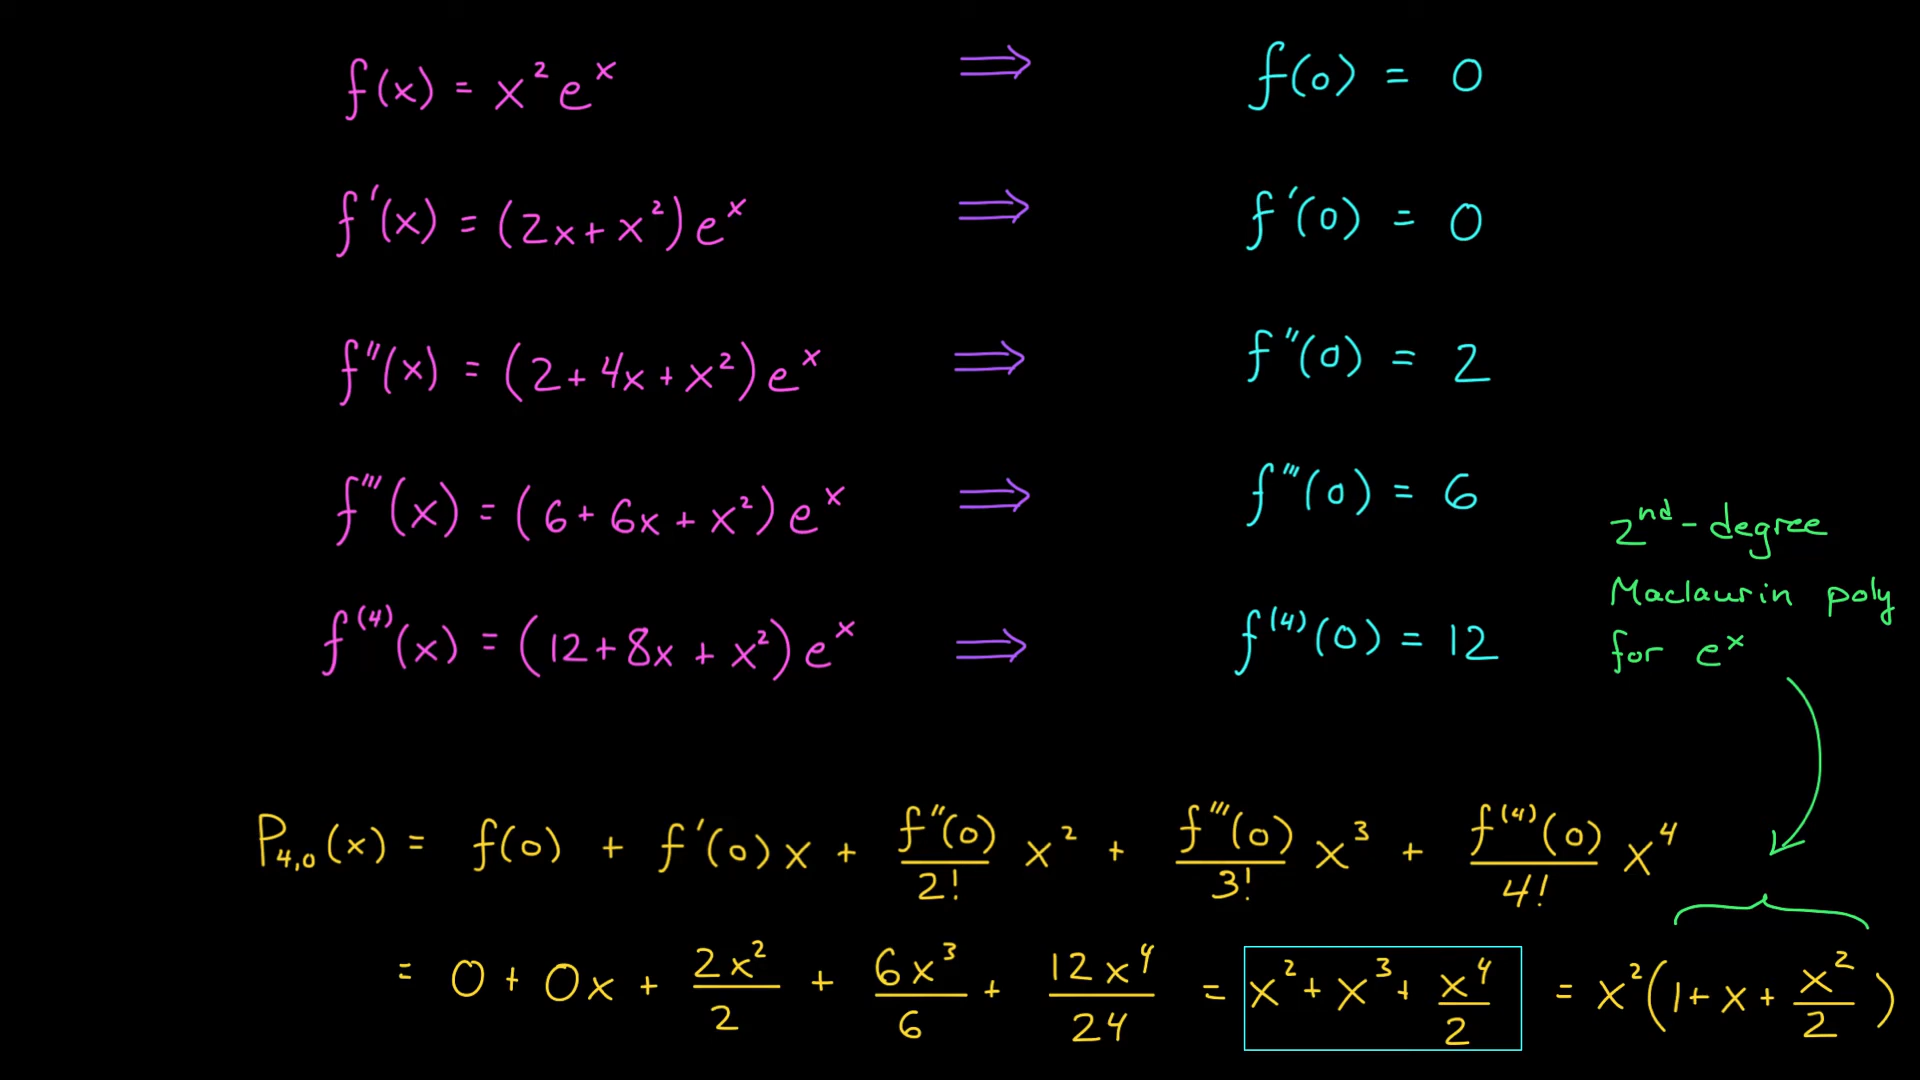 f(x) = x²eˣ ⟹ f(0) = 0
f'(x) = (2x + x²)eˣ ⟹ f'(0) = 0
f''(x) = (2 + 4x + x²)eˣ ⟹ f''(0) = 2
f'''(x) = (6 + 6x + x²)eˣ ⟹ f'''(0) = 6
f⁽⁴⁾(x) = (12 + 8x + x²)eˣ ⟹ f⁽⁴⁾(0) = 12
2nd-degree
Maclaurin poly
for eˣ
P₄,₀(x) = f(0) + f'(0)x + f''(0)/2! x² + f'''(0)/3! x³ + f⁽⁴⁾(0)/4! x⁴
= 0 + 0x + 2x²/2 + 6x³/6 + 12x⁴/24 = x² + x³ + x⁴/2 = x²(1 + x + x²/2)